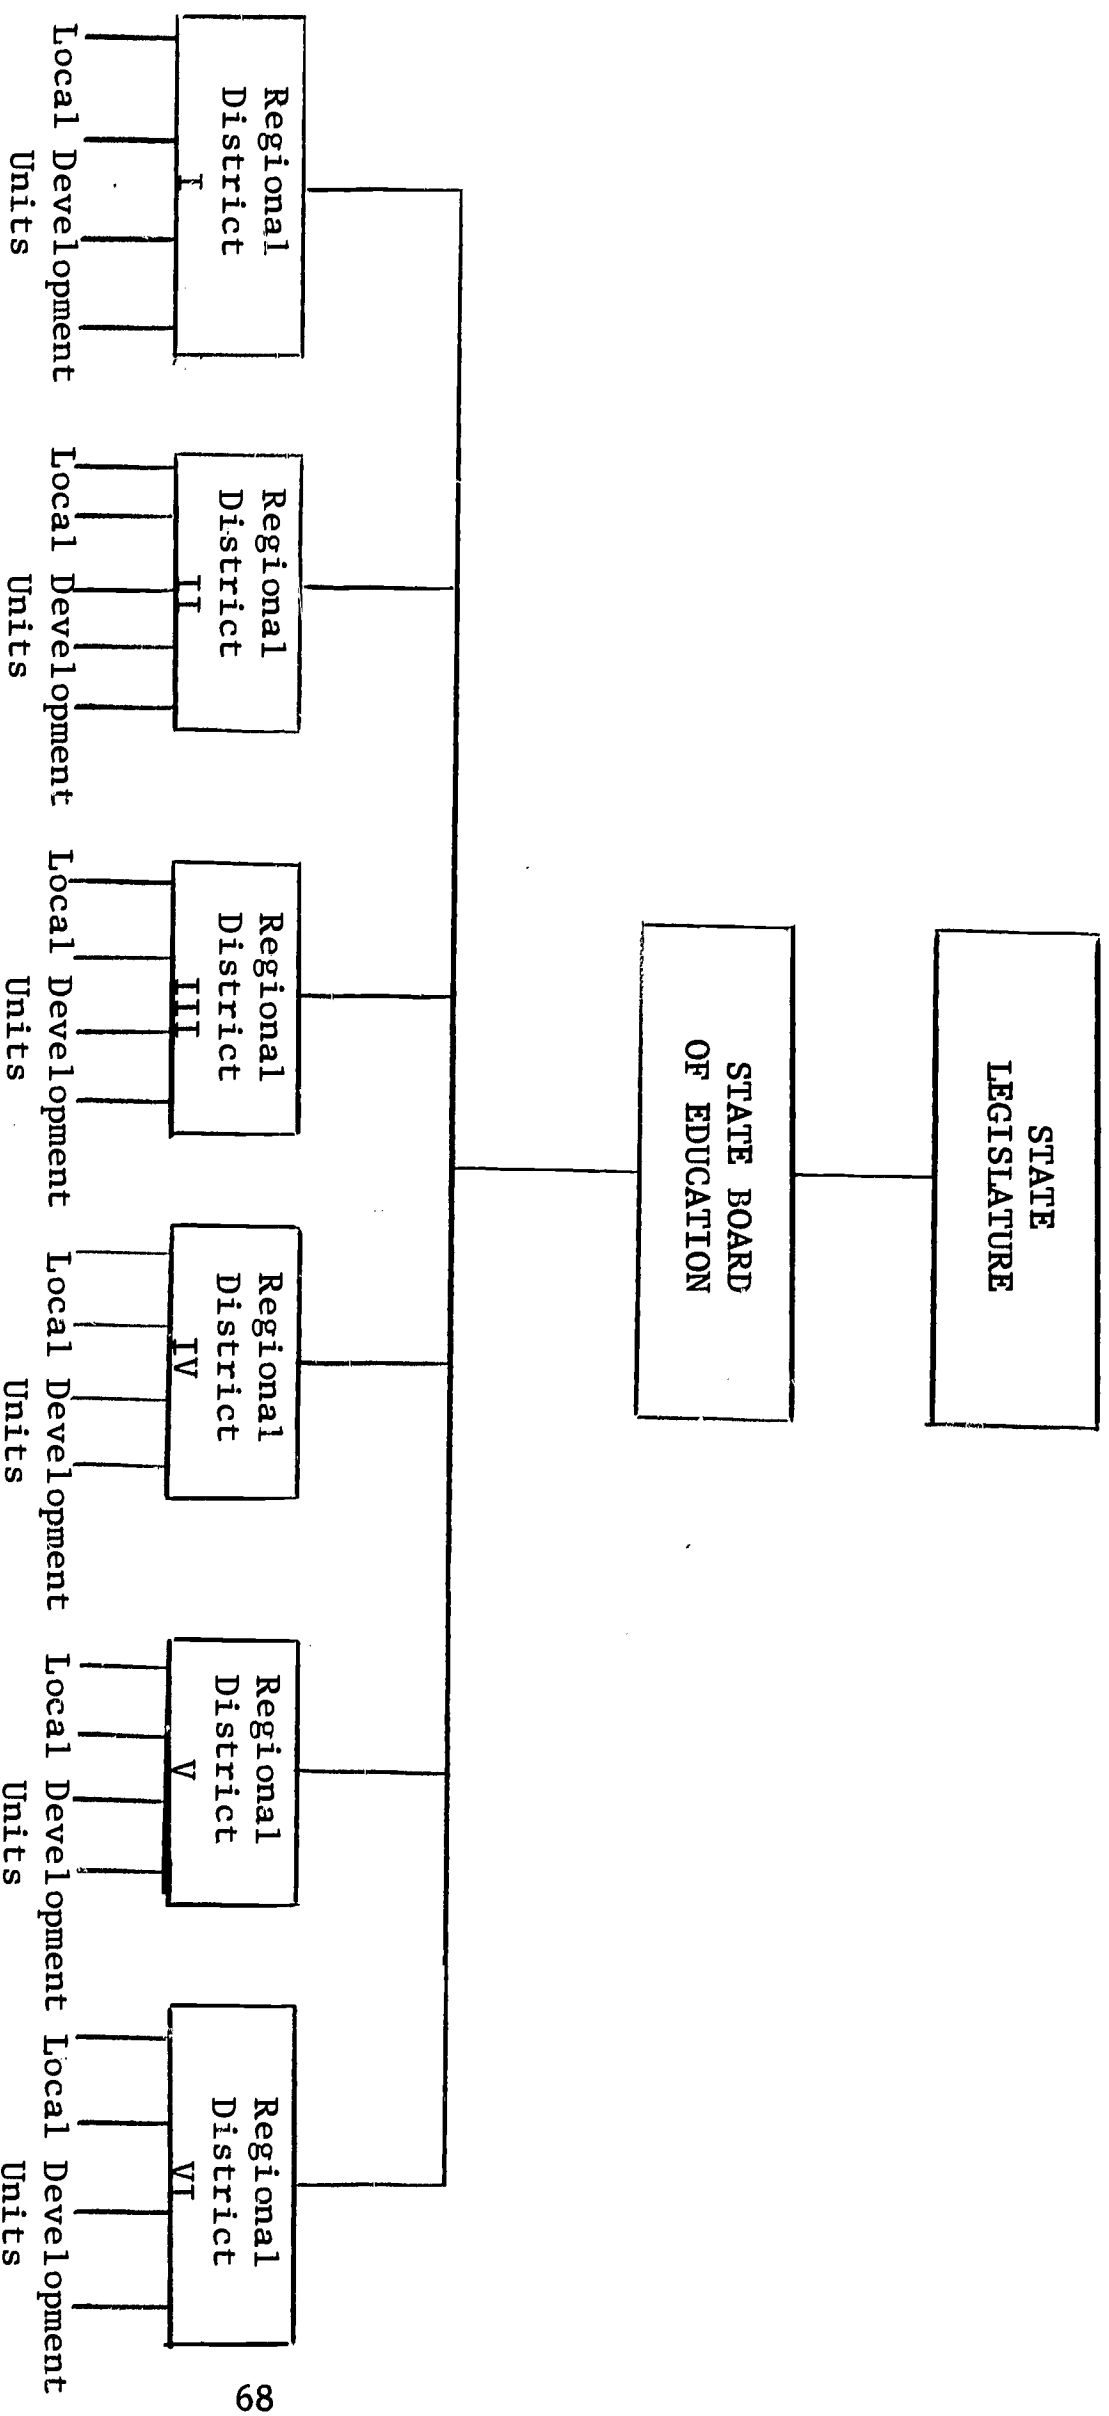 STATE
LEGISLATURE
STATE BOARD
OF EDUCATION
Regional
District
I
Local Development
Units
Regional
District
II
Local Development
Units
Regional
District
III
Local Development
Units
Regional
District
IV
Local Development
Units
Regional
District
V
Local Development
Units
Regional
District
VI
Local Development
Units
68